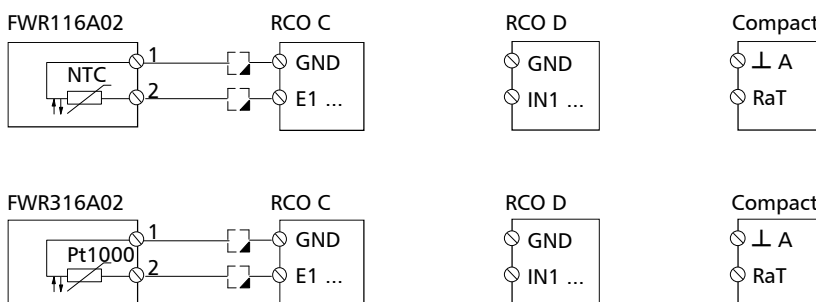 FWR116A02 RCO C RCO D Compact
1 GND GND ⊥ A
NTC
2 E1 ... IN1 ... RaT
FWR316A02 RCO C RCO D Compact
1 GND GND ⊥ A
Pt1000
2 E1 ... IN1 ... RaT